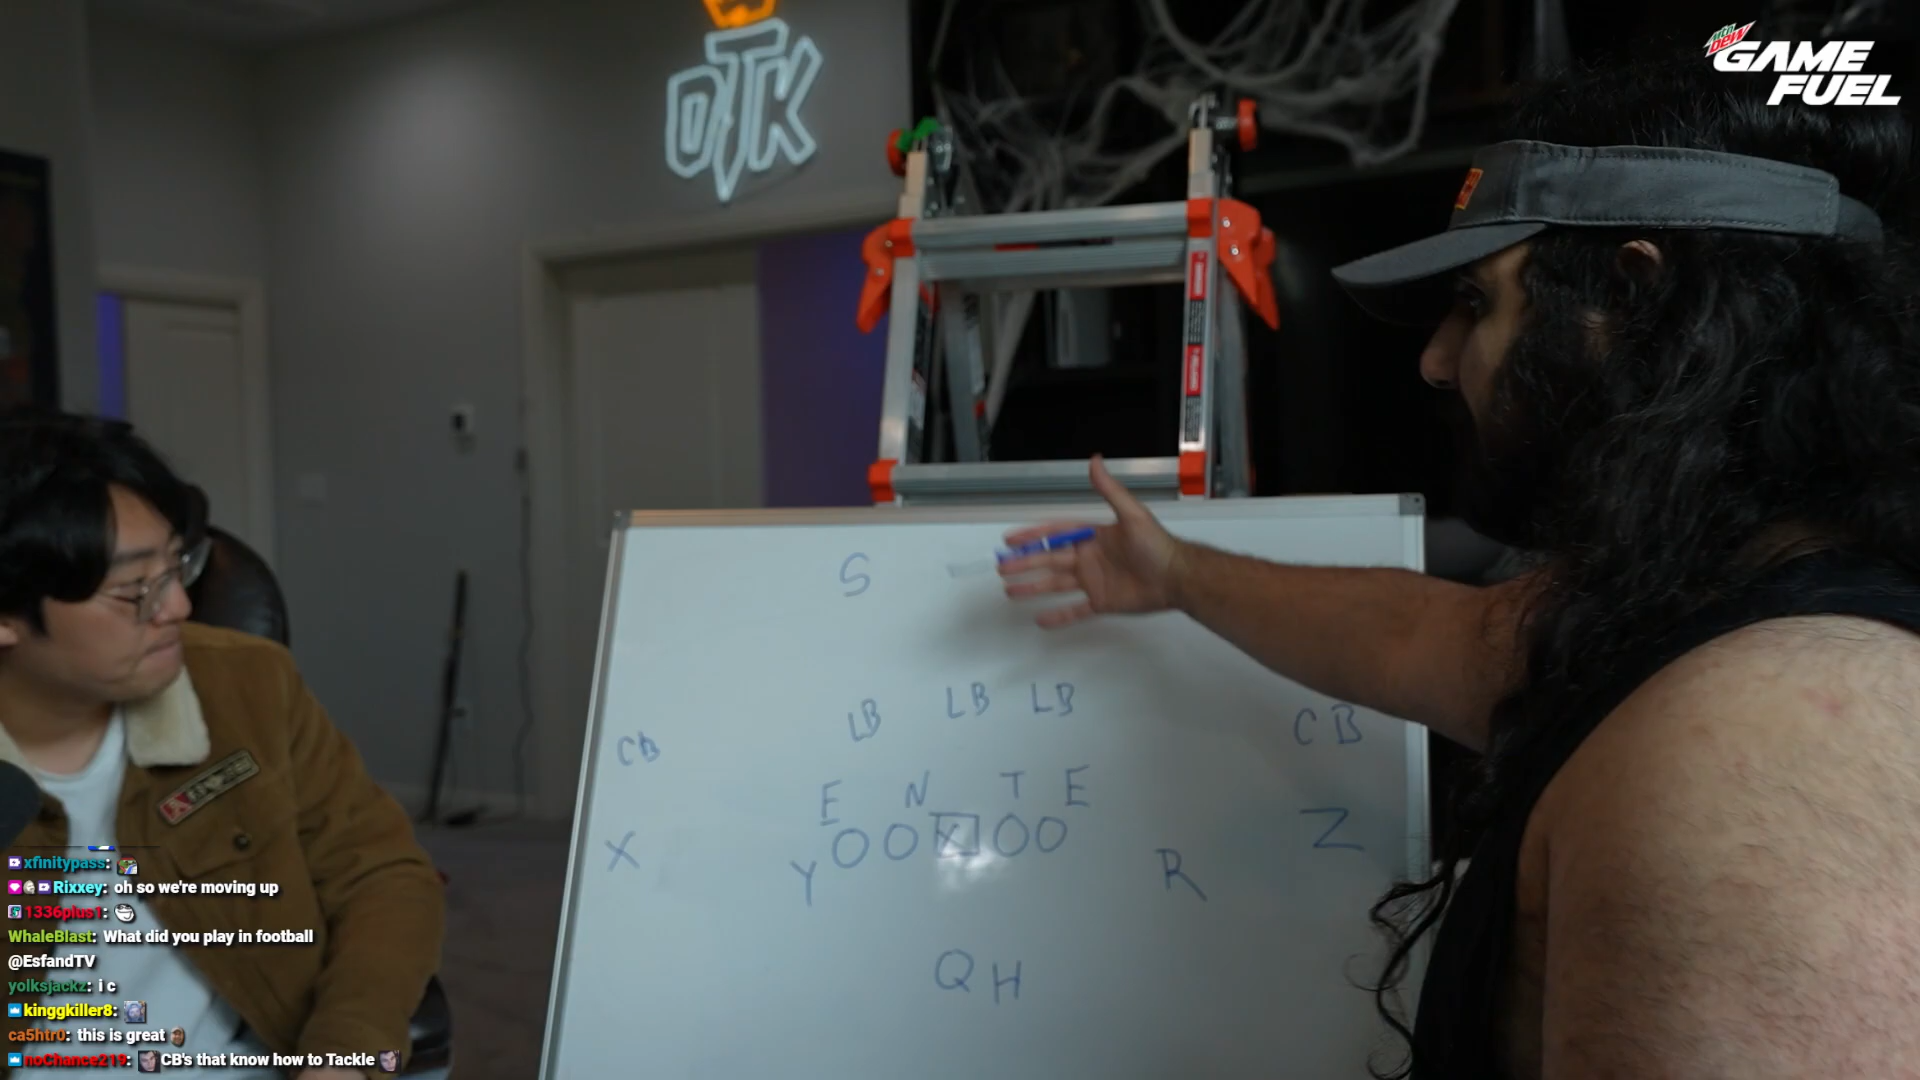 OTK
Mtn
DEW
GAME
FUEL
S
LB LB LB
CB CB
E N T E
X O O X O O Z
Y R
Q H
xfinitypass:
Rixxey: oh so we're moving up
1336plus1:
WhaleBlast: What did you play in football
@EsfandTV
yolksjackz: i c
kinggkiller8:
ca5htr0: this is great
noChance219: CB's that know how to Tackle